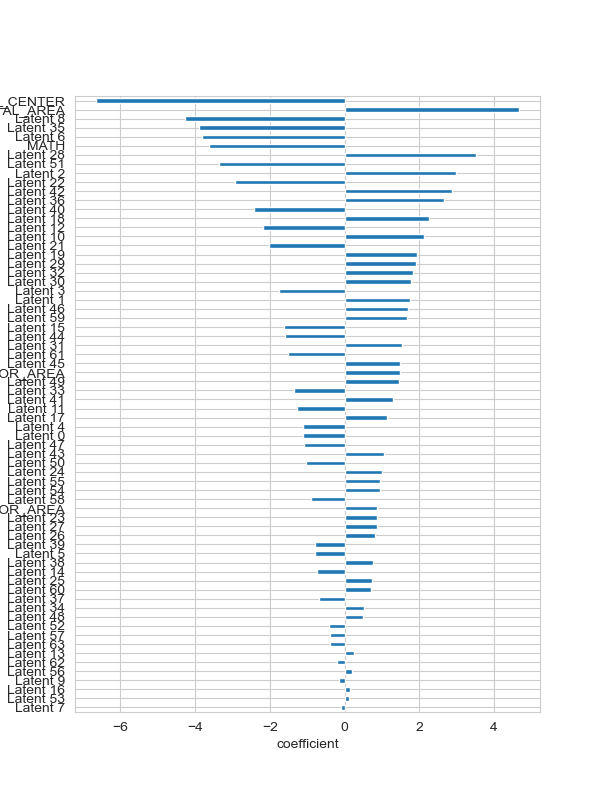 _CENTER
TAL_AREA
Latent 8
Latent 35
Latent 6
MATH
Latent 28
Latent 51
Latent 2
Latent 22
Latent 42
Latent 36
Latent 40
Latent 18
Latent 12
Latent 10
Latent 21
Latent 19
Latent 29
Latent 32
Latent 30
Latent 3
Latent 1
Latent 46
Latent 59
Latent 15
Latent 44
Latent 31
Latent 61
Latent 45
OR_AREA
Latent 49
Latent 33
Latent 41
Latent 11
Latent 17
Latent 4
Latent 0
Latent 47
Latent 43
Latent 50
Latent 24
Latent 55
Latent 54
Latent 58
OR_AREA
Latent 23
Latent 27
Latent 26
Latent 39
Latent 5
Latent 38
Latent 14
Latent 25
Latent 60
Latent 37
Latent 34
Latent 48
Latent 52
Latent 57
Latent 63
Latent 13
Latent 62
Latent 56
Latent 9
Latent 16
Latent 53
Latent 7
−6 −4 −2 0 2 4
coefficient